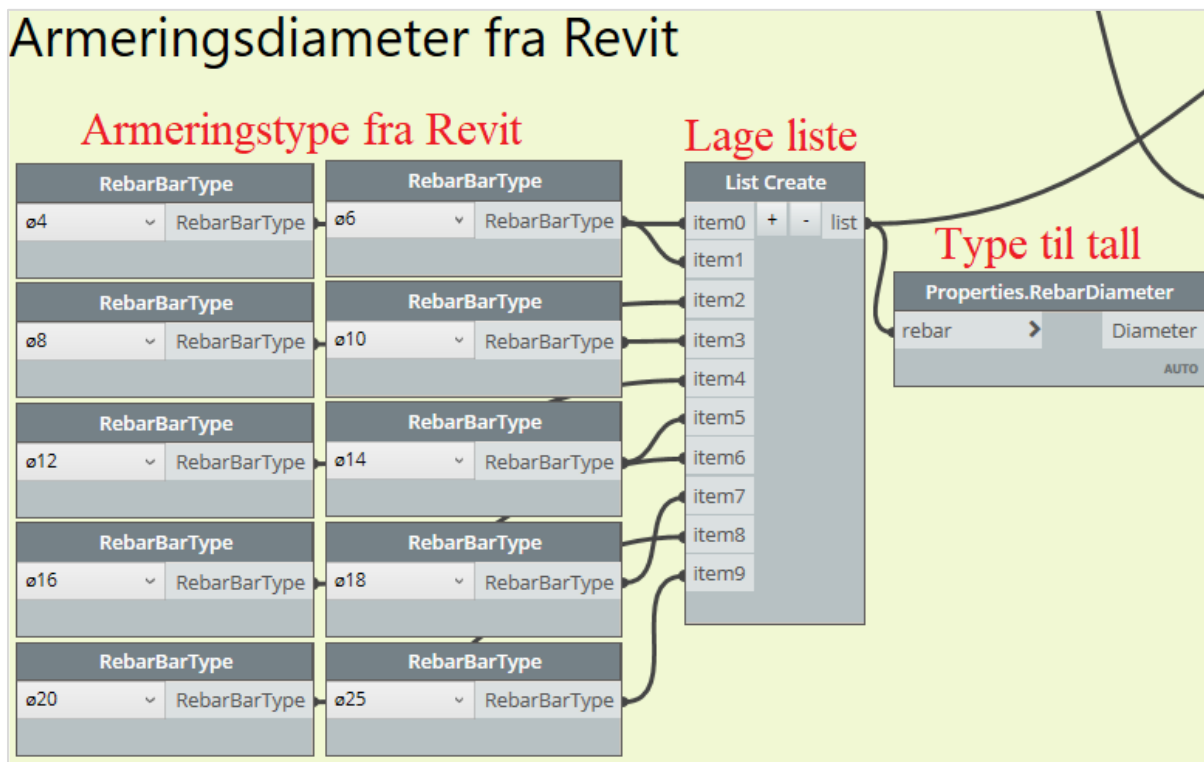 Armeringsdiameter fra Revit
Armeringstype fra Revit
Lage liste
RebarBarType
ø4 RebarBarType
RebarBarType
ø6 RebarBarType
RebarBarType
ø8 RebarBarType
RebarBarType
ø10 RebarBarType
RebarBarType
ø12 RebarBarType
RebarBarType
ø14 RebarBarType
RebarBarType
ø16 RebarBarType
RebarBarType
ø18 RebarBarType
RebarBarType
ø20 RebarBarType
RebarBarType
ø25 RebarBarType
List Create
item0 + - list
item1
item2
item3
item4
item5
item6
item7
item8
item9
Type til tall
Properties.RebarDiameter
rebar > Diameter
AUTO